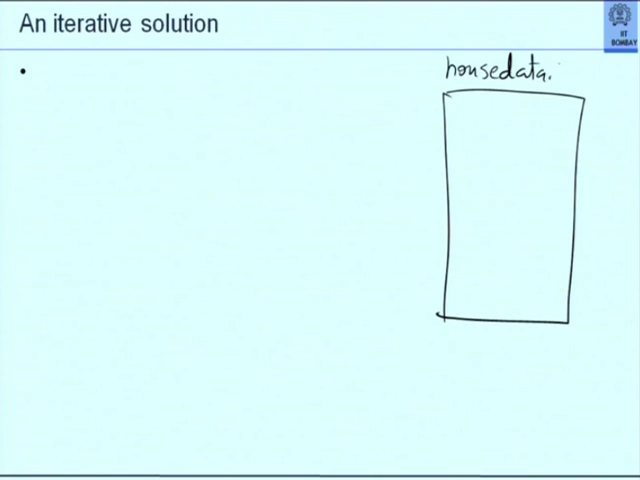 An iterative solution
IIT
BOMBAY
•
housedata.